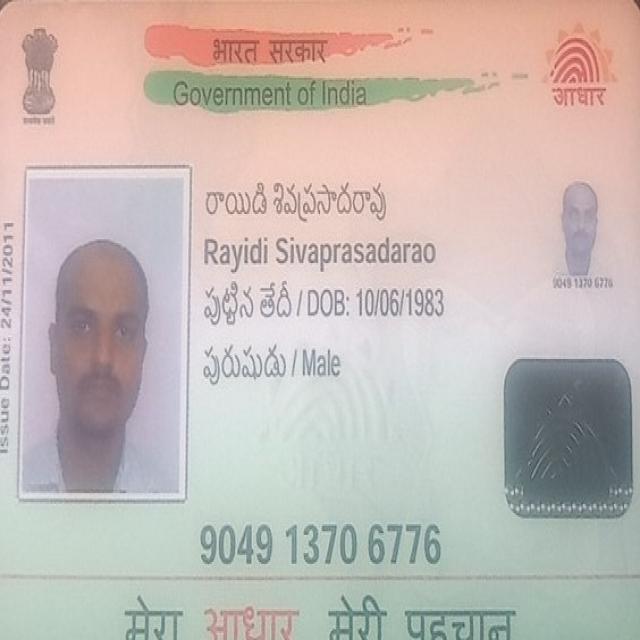 भारत सरकार
Government of India
आधार
Issue Date: 24/11/2011
రాయిడి శివప్రసాదరావు
Rayidi Sivaprasadarao
పుట్టిన తేదీ / DOB: 10/06/1983
పురుషుడు / Male
9049 1370 6776
9049 1370 6776
मेरा आधार, मेरी पहचान